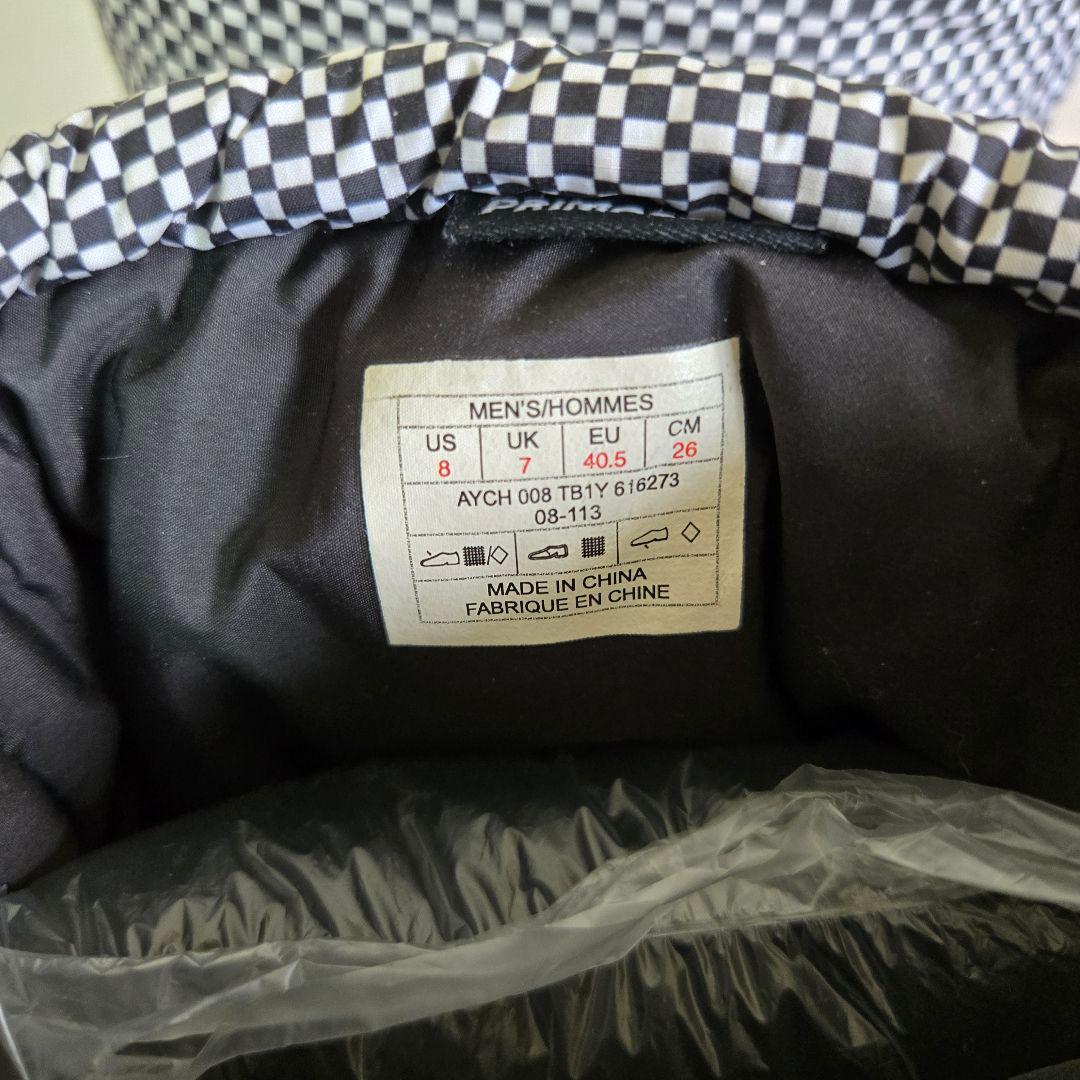 MEN'S/HOMMES
US UK EU CM
8 7 40.5 26
AYCH 008 TB1Y 616273
08-113
MADE IN CHINA
FABRIQUE EN CHINE